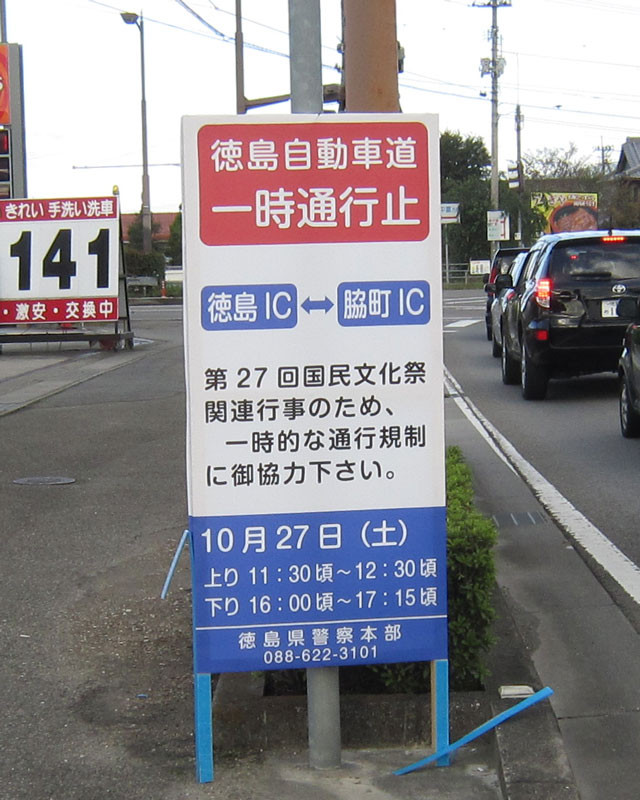 徳島自動車道
一時通行止
徳島IC ↔ 脇町IC
第27回国民文化祭
関連行事のため、
一時的な通行規制
に御協力下さい。
10月27日（土）
上り 11：30頃～12：30頃
下り 16：00頃～17：15頃
徳島県警察本部
088-622-3101
きれい 手洗い洗車
141
・激安・交換中